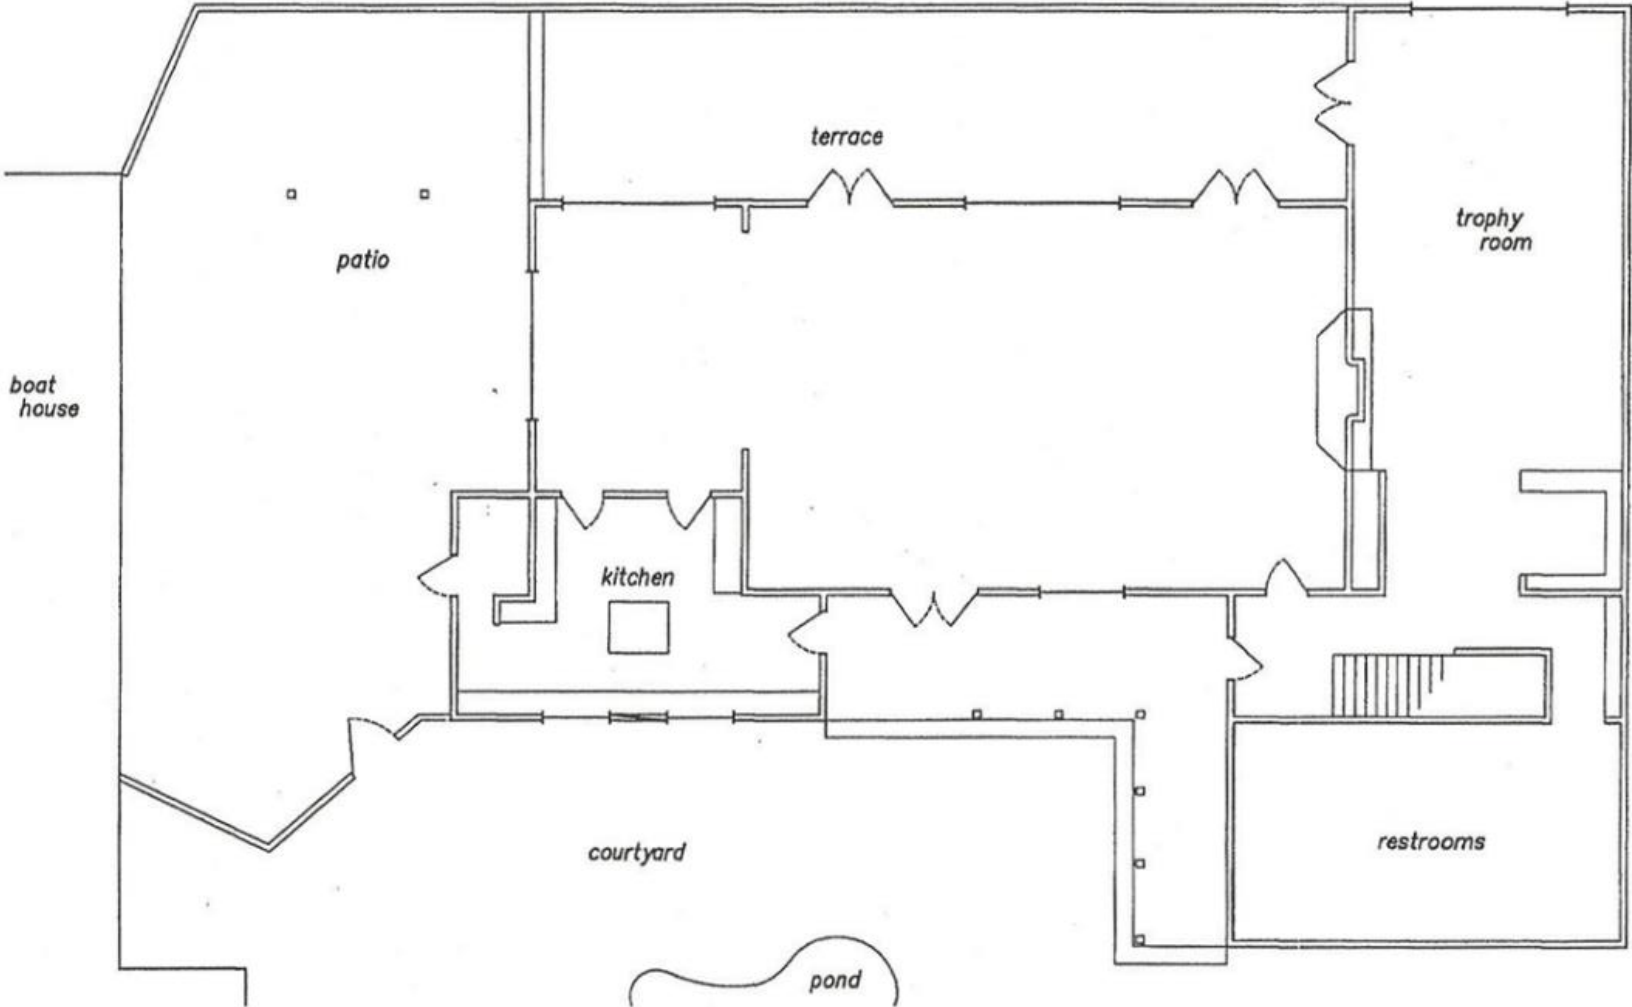 terrace
trophy
room
patio
boat
house
kitchen
restrooms
courtyard
pond